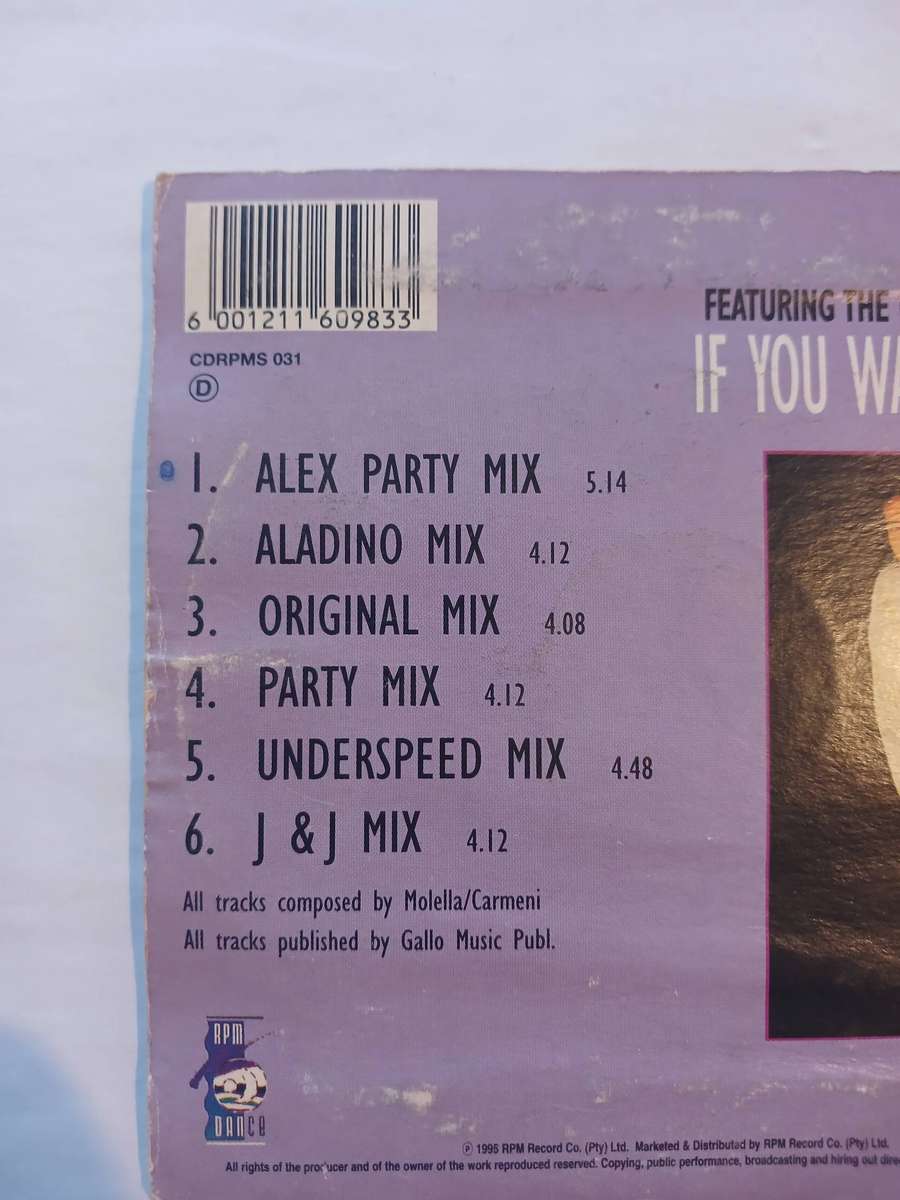 6 001211 609833
CDRPMS 031
D
FEATURING THE
IF YOU WA
1. ALEX PARTY MIX 5.14
2. ALADINO MIX 4.12
3. ORIGINAL MIX 4.08
4. PARTY MIX 4.12
5. UNDERSPEED MIX 4.48
6. J & J MIX 4.12
All tracks composed by Molella/Carmeni
All tracks published by Gallo Music Publ.
RPM
DANCE
℗ 1995 RPM Record Co. (Pty) Ltd. Marketed & Distributed by RPM Record Co. (Pty) Ltd.
All rights of the producer and of the owner of the work reproduced reserved. Copying, public performance, broadcasting and hiring out dire